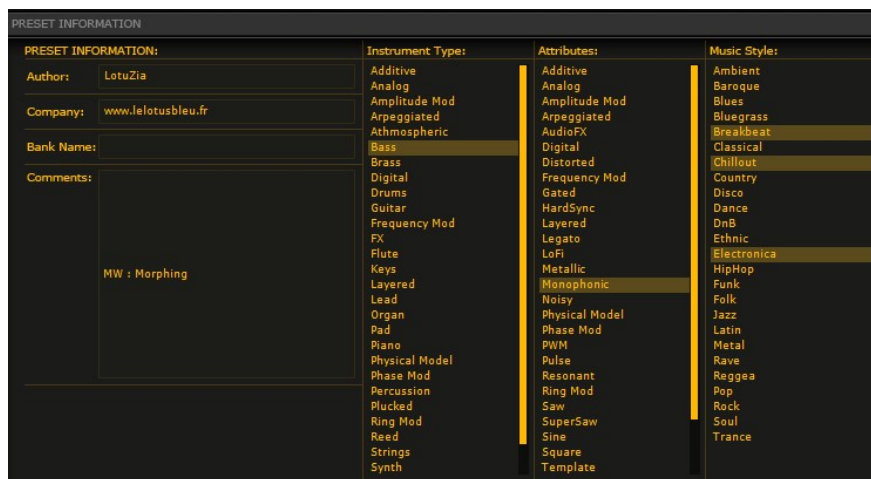 PRESET INFORMATION
PRESET INFORMATION:
Author: LotuZia
Company: www.lelotusbleu.fr
Bank Name:
Comments:
MW : Morphing
Instrument Type:
Additive
Analog
Amplitude Mod
Arpeggiated
Athmospheric
Bass
Brass
Digital
Drums
Guitar
Frequency Mod
FX
Flute
Keys
Layered
Lead
Organ
Pad
Piano
Physical Model
Phase Mod
Percussion
Plucked
Ring Mod
Reed
Strings
Synth
Attributes:
Additive
Analog
Amplitude Mod
Arpeggiated
AudioFX
Digital
Distorted
Frequency Mod
Gated
HardSync
Layered
Legato
LoFi
Metallic
Monophonic
Noisy
Physical Model
Phase Mod
PWM
Pulse
Resonant
Ring Mod
Saw
SuperSaw
Sine
Square
Template
Music Style:
Ambient
Baroque
Blues
Bluegrass
Breakbeat
Classical
Chillout
Country
Disco
Dance
DnB
Ethnic
Electronica
HipHop
Funk
Folk
Jazz
Latin
Metal
Rave
Reggea
Pop
Rock
Soul
Trance